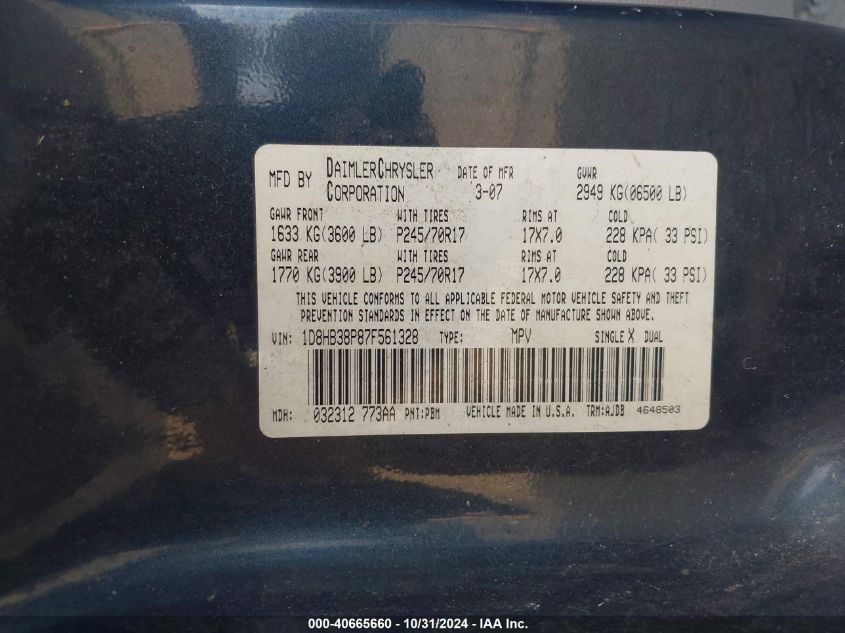 MFD BY DAIMLERCHRYSLER CORPORATION DATE OF MFR 3-07 GVWR 2949 KG(06500 LB)
GAWR FRONT WITH TIRES RIMS AT COLD
1633 KG(3600 LB) P245/70R17 17X7.0 228 KPA( 33 PSI)
GAWR REAR WITH TIRES RIMS AT COLD
1770 KG(3900 LB) P245/70R17 17X7.0 228 KPA( 33 PSI)
THIS VEHICLE CONFORMS TO ALL APPLICABLE FEDERAL MOTOR VEHICLE SAFETY AND THEFT
PREVENTION STANDARDS IN EFFECT ON THE DATE OF MANUFACTURE SHOWN ABOVE.
VIN: 1D8HB38P87F561328 TYPE: MPV SINGLE X DUAL
MDH: 032312 773AA PNT:PBM VEHICLE MADE IN U.S.A. TRM:AJDB 4648503
000-40665660 - 10/31/2024 - IAA Inc.